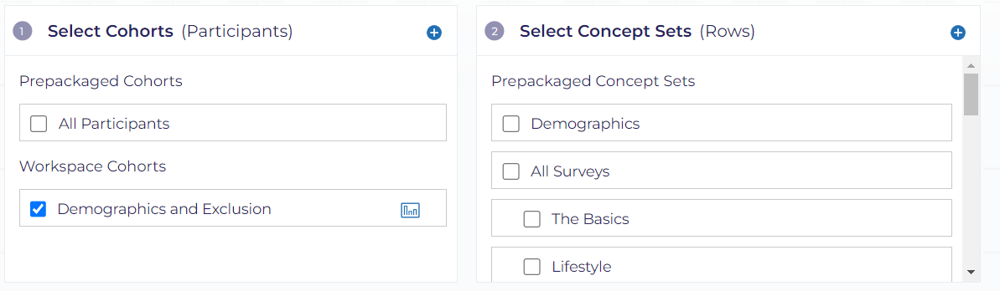 1 Select Cohorts (Participants)
Prepackaged Cohorts
All Participants
Workspace Cohorts
Demographics and Exclusion
2 Select Concept Sets (Rows)
Prepackaged Concept Sets
Demographics
All Surveys
The Basics
Lifestyle